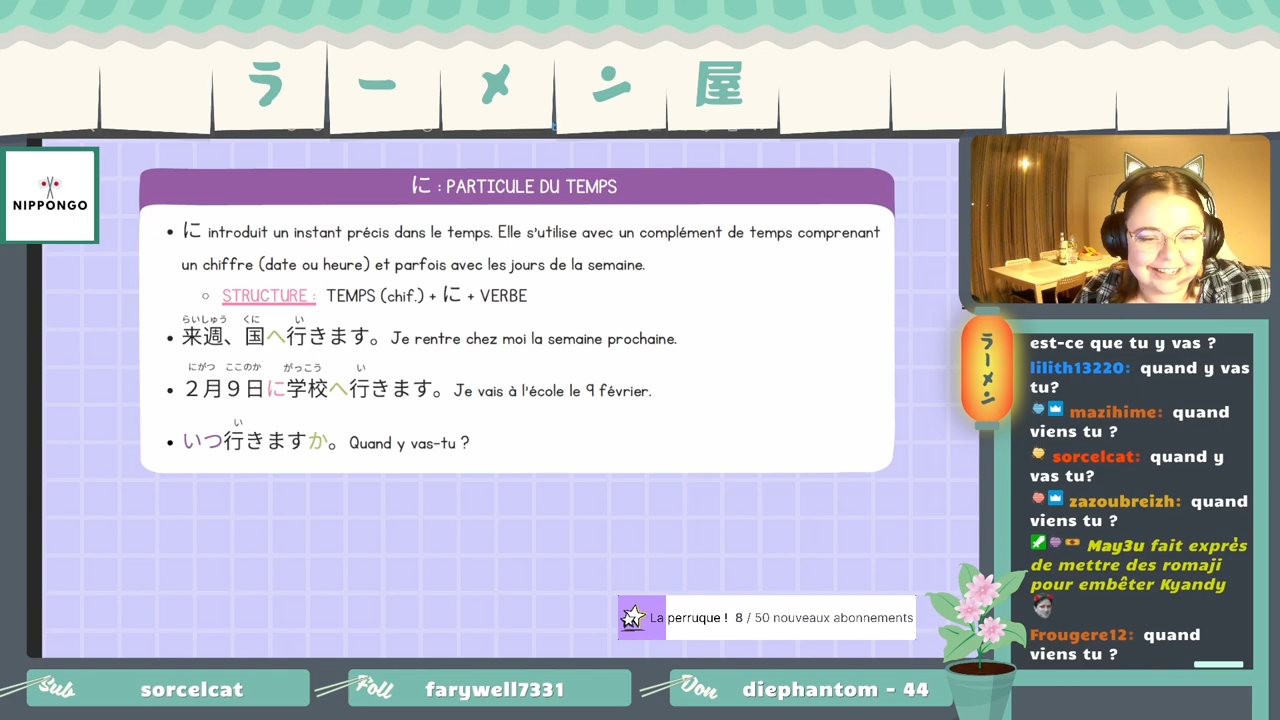 ラーメン屋
NIPPONGO
に : PARTICULE DU TEMPS
• に introduit un instant précis dans le temps. Elle s'utilise avec un complément de temps comprenant
un chiffre (date ou heure) et parfois avec les jours de la semaine.
○ STRUCTURE : TEMPS (chif.) + に + VERBE
らいしゅう くに い
• 来週、国へ行きます。Je rentre chez moi la semaine prochaine.
にがつ ここのか がっこう い
• 2月9日に学校へ行きます。Je vais à l'école le 9 février.
い
• いつ行きますか。Quand y vas-tu ?
La perruque ! 8 / 50 nouveaux abonnements
ラーメン
est-ce que tu y vas ?
lilith13220: quand y vas
tu?
mazihime: quand
viens tu ?
sorcelcat: quand y
vas tu?
zazoubreizh: quand
viens tu ?
May3u fait exprès
de mettre des romaji
pour embêter Kyandy
Frougere12: quand
viens tu ?
Sub sorcelcat
Foll farywell7331
Don diephantom - 44